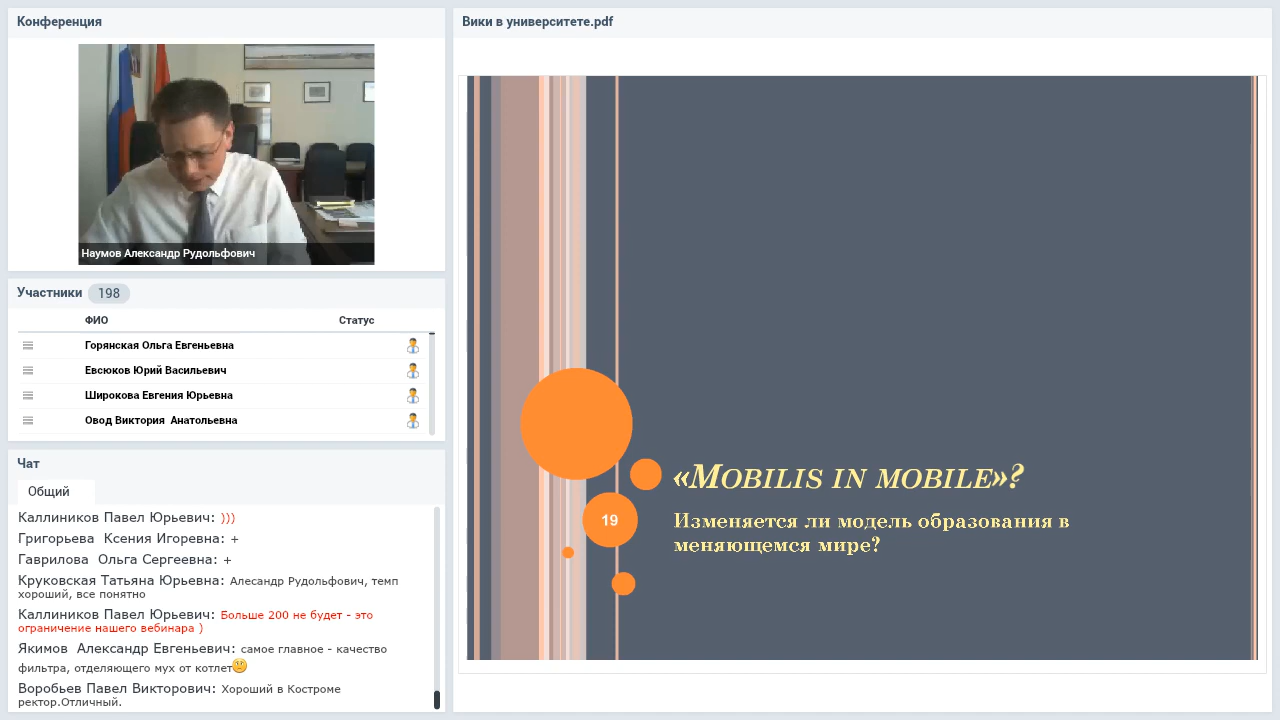 Конференция
Наумов Александр Рудольфович
Участники 198
ФИО Статус
Горянская Ольга Евгеньевна
Евсюков Юрий Васильевич
Широкова Евгения Юрьевна
Овод Виктория Анатольевна
Чат
Общий
Каллиников Павел Юрьевич: )))
Григорьева Ксения Игоревна: +
Гаврилова Ольга Сергеевна: +
Круковская Татьяна Юрьевна: Алесандр Рудольфович, темп
хороший, все понятно
Каллиников Павел Юрьевич: Больше 200 не будет - это
ограничение нашего вебинара )
Якимов Александр Евгеньевич: самое главное - качество
фильтра, отделяющего мух от котлет
Воробьев Павел Викторович: Хороший в Костроме
ректор.Отличный.
Вики в университете.pdf
«MOBILIS IN MOBILE»?
19
Изменяется ли модель образования в
меняющемся мире?